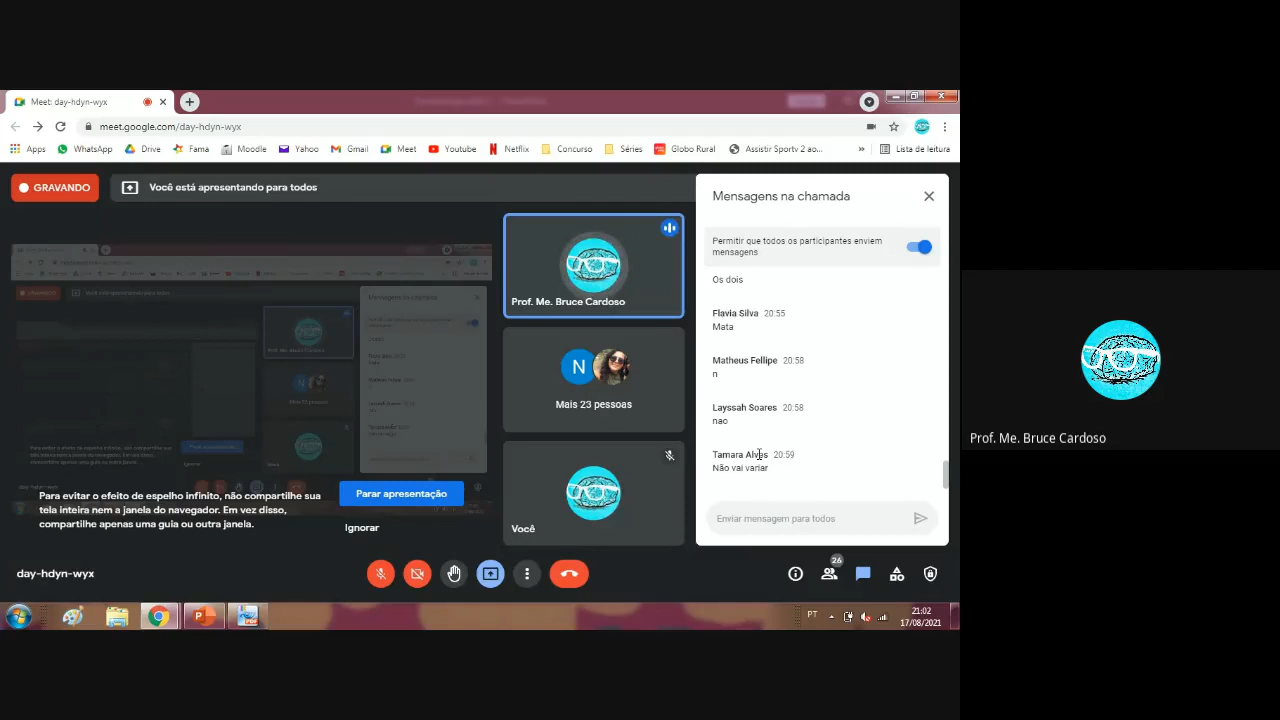 Meet: day-hdyn-wyx
meet.google.com/day-hdyn-wyx
Apps WhatsApp Drive Fama Moodle Yahoo Gmail Meet Youtube Netflix Concurso Séries Globo Rural Assistir Sportv 2 ao... » Lista de leitura
GRAVANDO
Você está apresentando para todos
Mensagens na chamada
Permitir que todos os participantes enviem
mensagens
Os dois
Flavia Silva 20:55
Mata
Matheus Fellipe 20:58
n
Layssah Soares 20:58
nao
Tamara Alves 20:59
Não vai variar
Enviar mensagem para todos
Prof. Me. Bruce Cardoso
N
Mais 23 pessoas
Você
Para evitar o efeito de espelho infinito, não compartilhe sua
tela inteira nem a janela do navegador. Em vez disso,
compartilhe apenas uma guia ou outra janela.
Parar apresentação
Ignorar
day-hdyn-wyx
26
PT
21:02
17/08/2021
Prof. Me. Bruce Cardoso